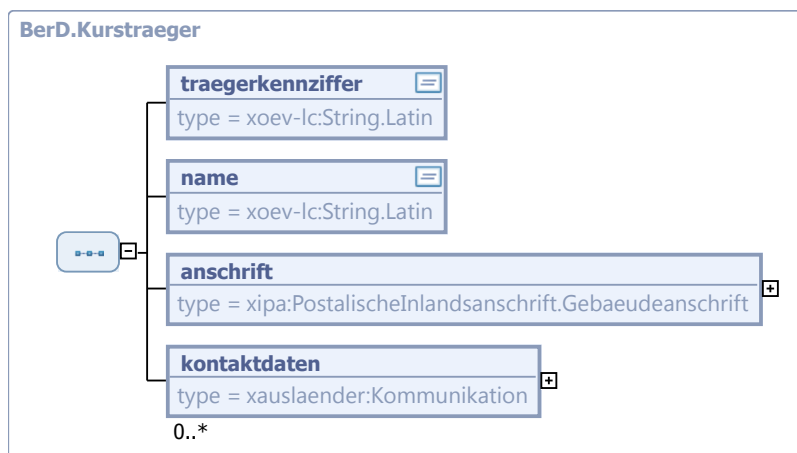 BerD.Kurstraeger
traegerkennziffer
type = xoev-lc:String.Latin
name
type = xoev-lc:String.Latin
anschrift
type = xipa:PostalischeInlandsanschrift.Gebaeudeanschrift
kontaktdaten
type = xauslaender:Kommunikation
0..*